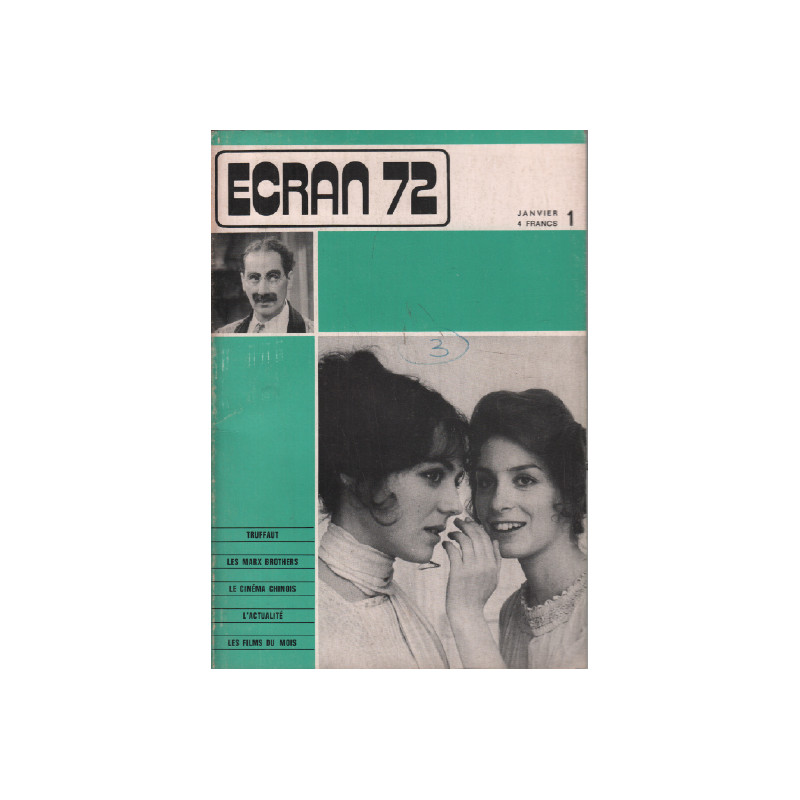 ECRAN 72
JANVIER
4 FRANCS 1
3
TRUFFAUT
LES MARX BROTHERS
LE CINÉMA CHINOIS
L'ACTUALITÉ
LES FILMS DU MOIS